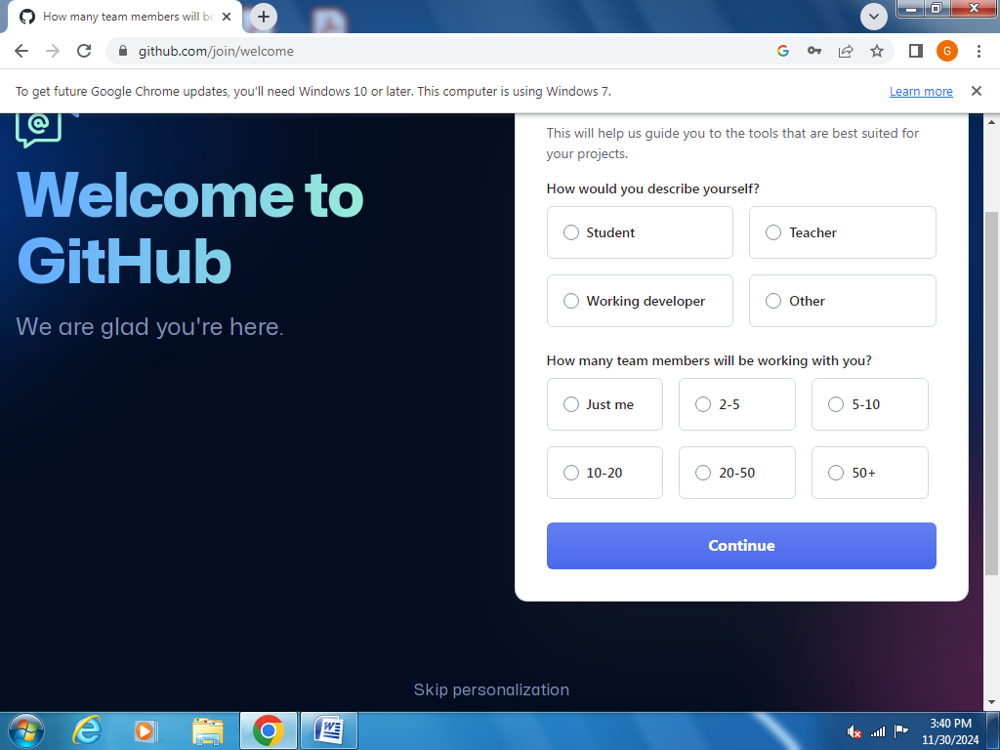 How many team members will be
github.com/join/welcome
G
To get future Google Chrome updates, you'll need Windows 10 or later. This computer is using Windows 7.
Learn more
Welcome to
GitHub
We are glad you're here.
This will help us guide you to the tools that are best suited for
your projects.
How would you describe yourself?
Student
Teacher
Working developer
Other
How many team members will be working with you?
Just me
2-5
5-10
10-20
20-50
50+
Continue
Skip personalization
3:40 PM
11/30/2024